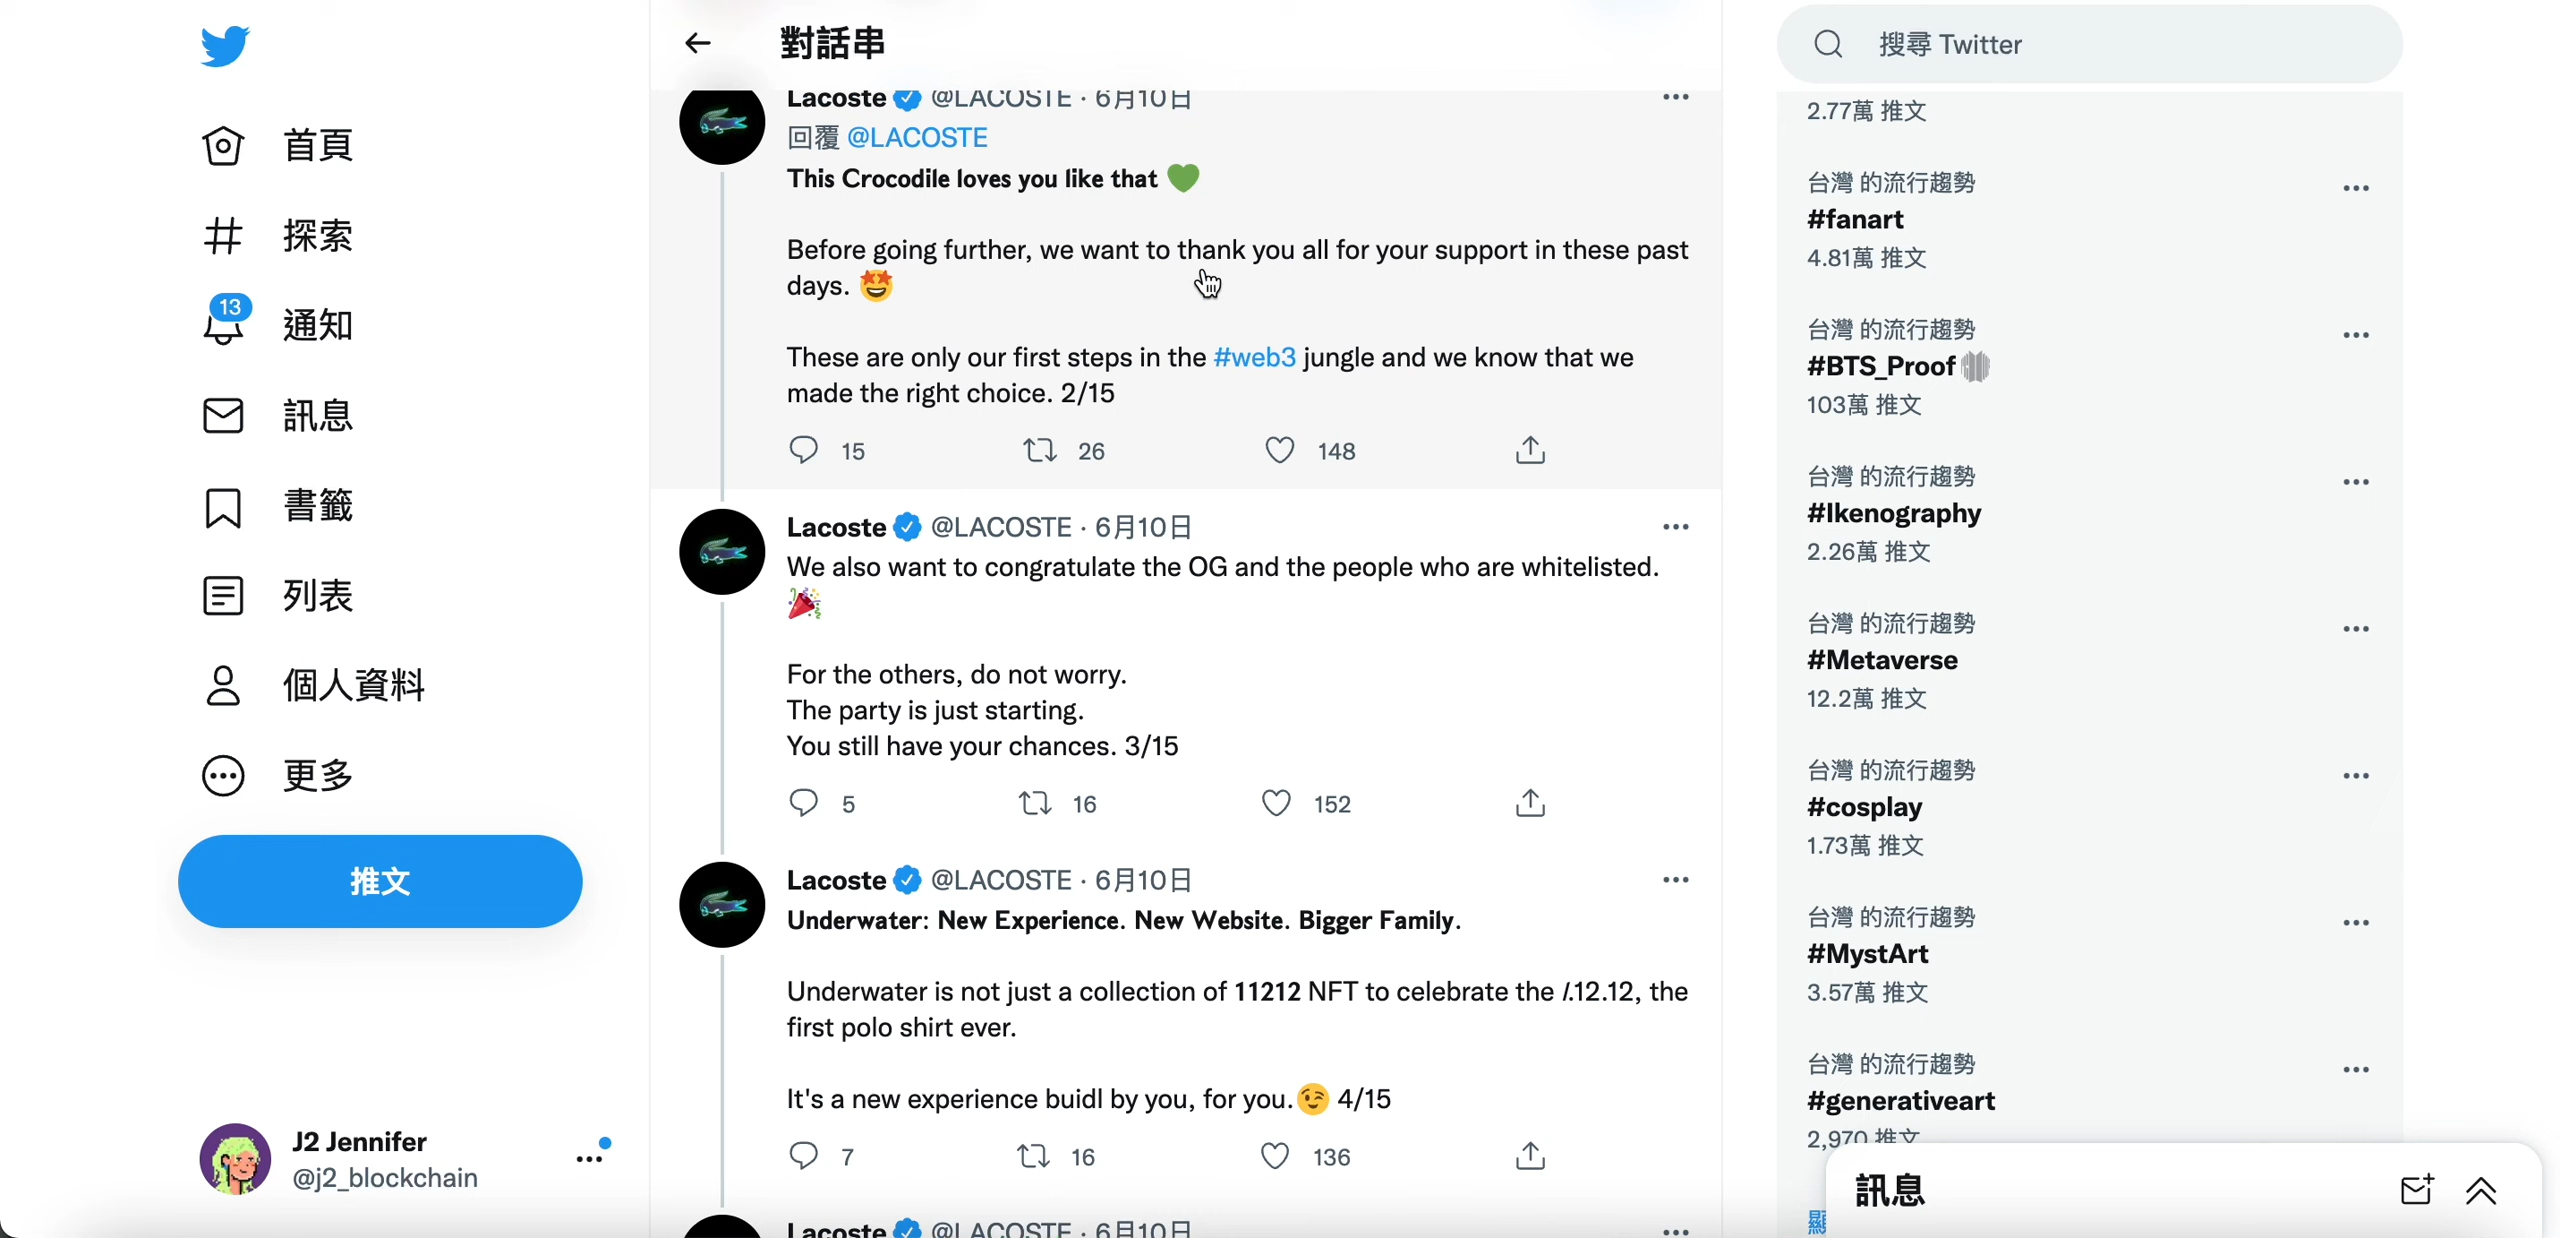 首頁
探索
13
通知
訊息
書籤
列表
個人資料
更多
推文
J2 Jennifer
@j2_blockchain
對話串
Lacoste @LACOSTE · 6月10日
回覆 @LACOSTE
This Crocodile loves you like that 💚
Before going further, we want to thank you all for your support in these past
days. 🤩
These are only our first steps in the #web3 jungle and we know that we
made the right choice. 2/15
15 26 148
Lacoste @LACOSTE · 6月10日
We also want to congratulate the OG and the people who are whitelisted.
🎉
For the others, do not worry.
The party is just starting.
You still have your chances. 3/15
5 16 152
Lacoste @LACOSTE · 6月10日
Underwater: New Experience. New Website. Bigger Family.
Underwater is not just a collection of 11212 NFT to celebrate the l.12.12, the
first polo shirt ever.
It's a new experience buidl by you, for you.😉 4/15
7 16 136
Lacoste @LACOSTE · 6月10日
搜尋 Twitter
2.77萬 推文
台灣 的流行趨勢
#fanart
4.81萬 推文
台灣 的流行趨勢
#BTS_Proof
103萬 推文
台灣 的流行趨勢
#Ikenography
2.26萬 推文
台灣 的流行趨勢
#Metaverse
12.2萬 推文
台灣 的流行趨勢
#cosplay
1.73萬 推文
台灣 的流行趨勢
#MystArt
3.57萬 推文
台灣 的流行趨勢
#generativeart
2,970 推文
顯
訊息